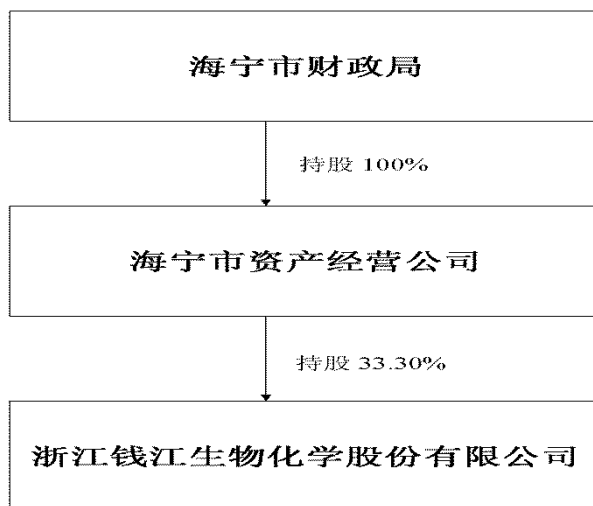 海宁市财政局
持股 100%
海宁市资产经营公司
持股 33.30%
浙江钱江生物化学股份有限公司